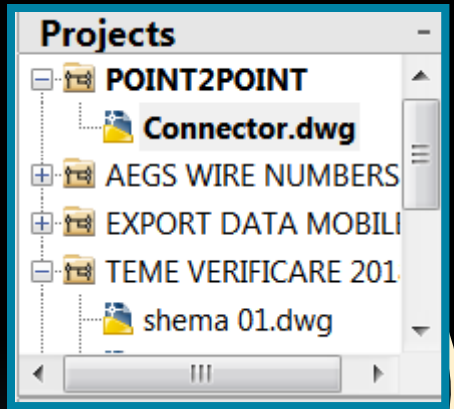 Projects
POINT2POINT
Connector.dwg
AEGS WIRE NUMBERS
EXPORT DATA MOBILI
TEME VERIFICARE 201
shema 01.dwg